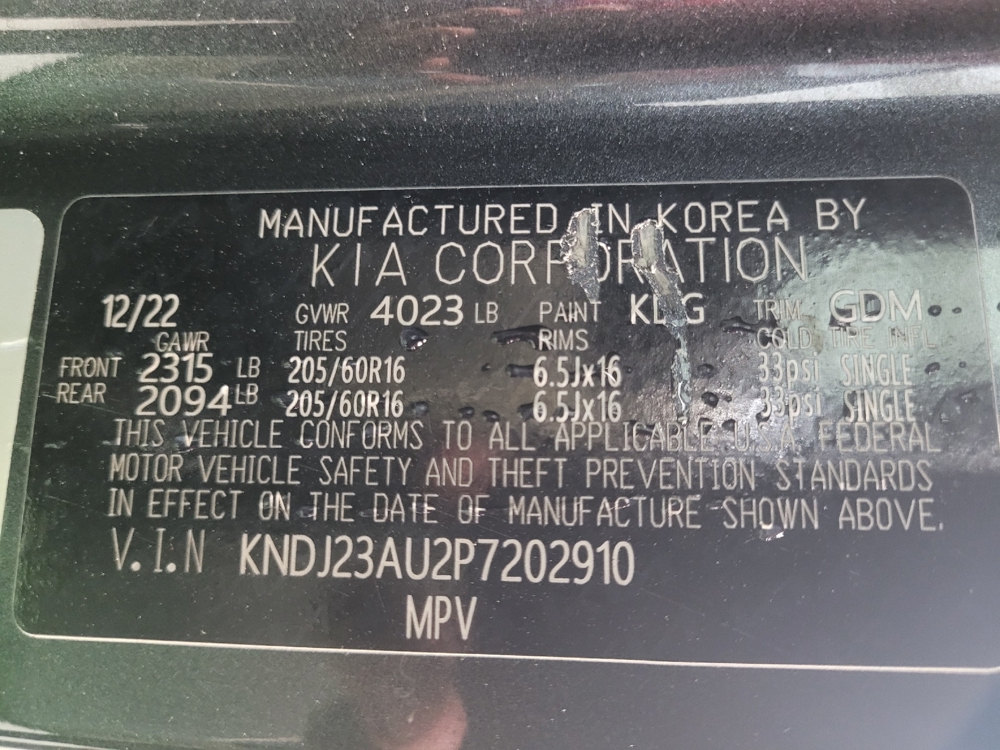 MANUFACTURED IN KOREA BY
KIA CORPORATION
12/22 GVWR 4023 LB PAINT KLG TRIM GDM
GAWR TIRES RIMS COLD TIRE INFL
FRONT 2315 LB 205/60R16 6.5Jx16 33psi SINGLE
REAR 2094 LB 205/60R16 6.5Jx16 33psi SINGLE
THIS VEHICLE CONFORMS TO ALL APPLICABLE U.S.A. FEDERAL
MOTOR VEHICLE SAFETY AND THEFT PREVENTION STANDARDS
IN EFFECT ON THE DATE OF MANUFACTURE SHOWN ABOVE.
V.I.N KNDJ23AU2P7202910
MPV